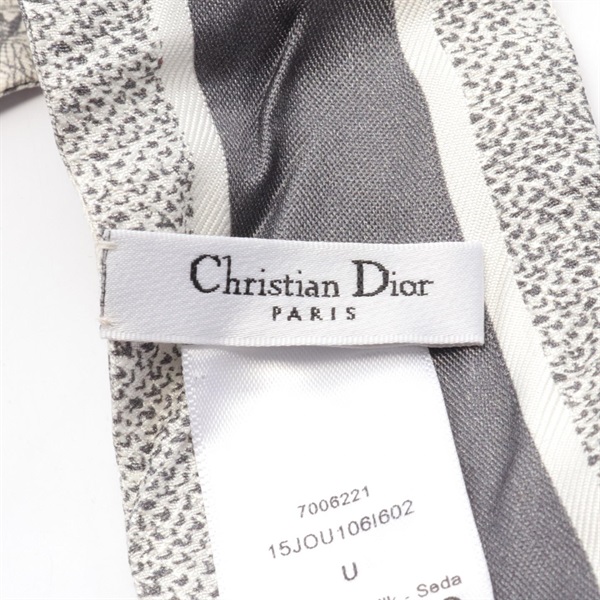 Christian Dior
PARIS
7006221
15JOU106I602
U
- Seda